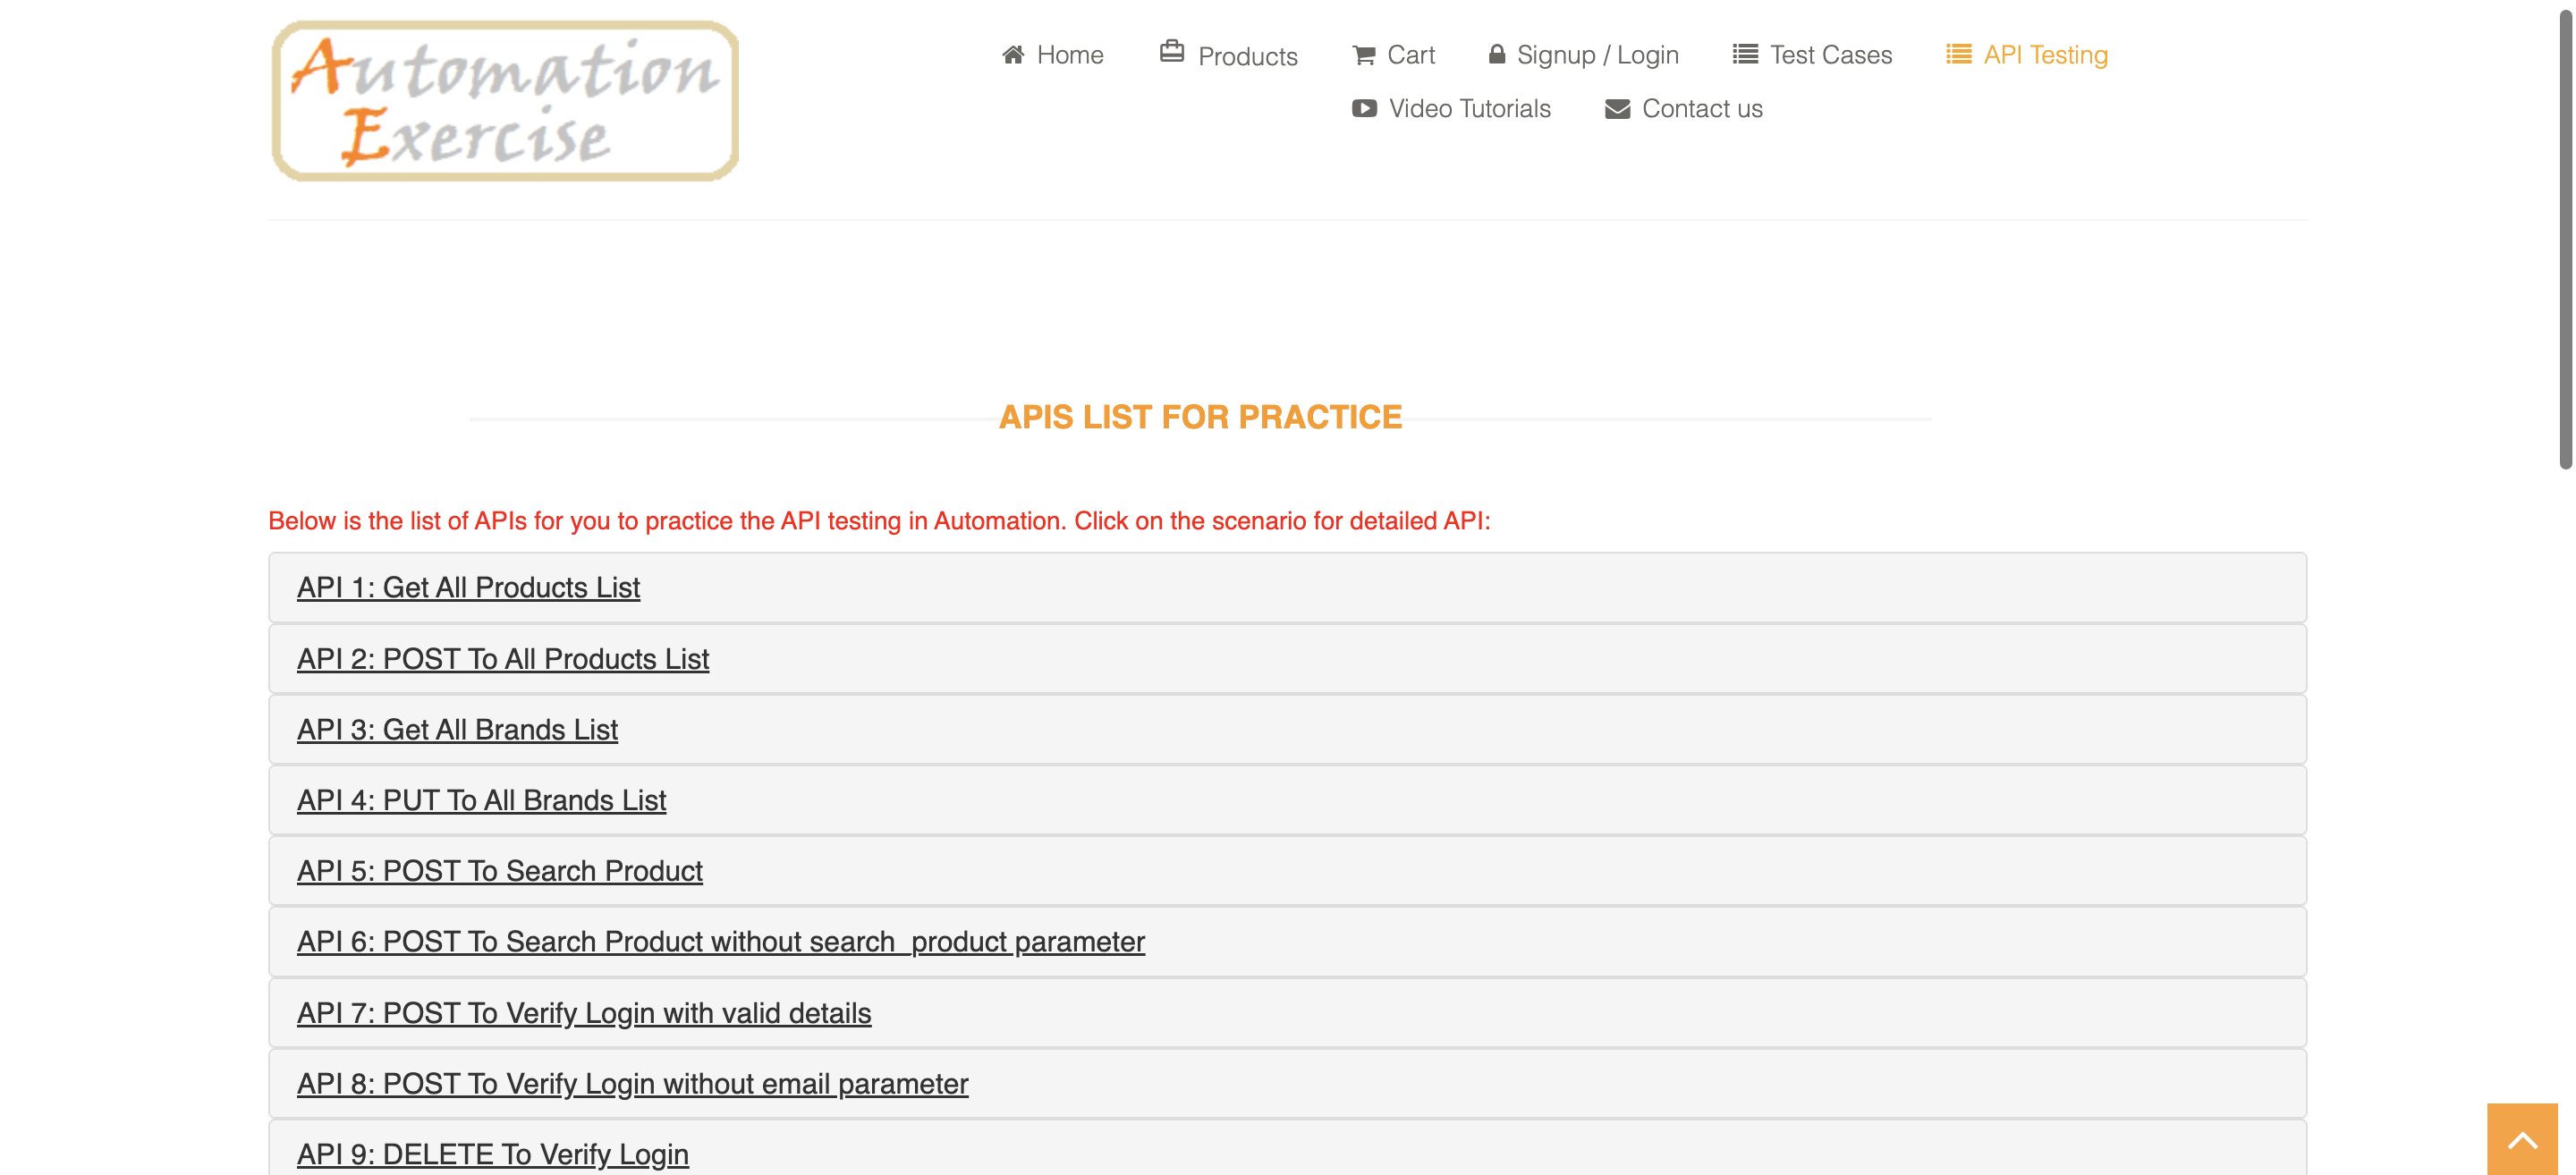 Automation
Exercise
Home Products Cart Signup / Login Test Cases API Testing
Video Tutorials Contact us
APIS LIST FOR PRACTICE
Below is the list of APIs for you to practice the API testing in Automation. Click on the scenario for detailed API:
API 1: Get All Products List
API 2: POST To All Products List
API 3: Get All Brands List
API 4: PUT To All Brands List
API 5: POST To Search Product
API 6: POST To Search Product without search_product parameter
API 7: POST To Verify Login with valid details
API 8: POST To Verify Login without email parameter
API 9: DELETE To Verify Login